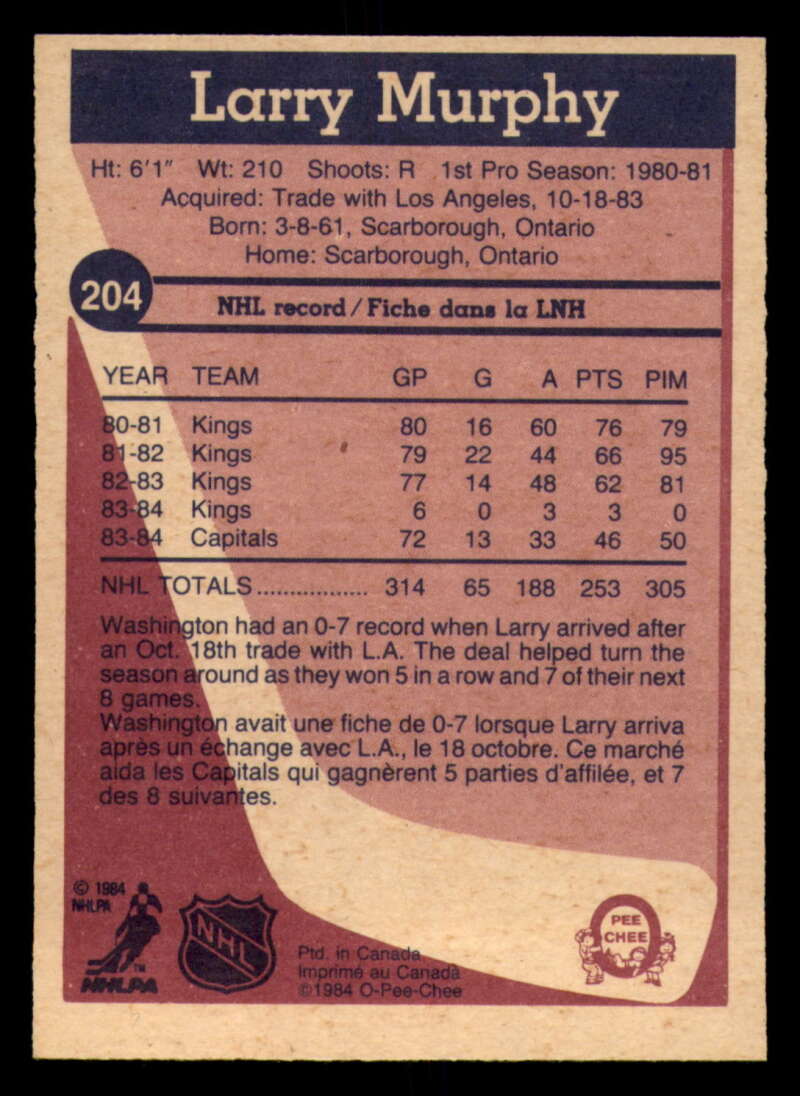 Larry Murphy
Ht: 6'1" Wt: 210 Shoots: R 1st Pro Season: 1980-81
Acquired: Trade with Los Angeles, 10-18-83
Born: 3-8-61, Scarborough, Ontario
Home: Scarborough, Ontario
204
NHL record/Fiche dans la LNH
YEAR TEAM GP G A PTS PIM
80-81 Kings 80 16 60 76 79
81-82 Kings 79 22 44 66 95
82-83 Kings 77 14 48 62 81
83-84 Kings 6 0 3 3 0
83-84 Capitals 72 13 33 46 50
NHL TOTALS................. 314 65 188 253 305
Washington had an 0-7 record when Larry arrived after
an Oct. 18th trade with L.A. The deal helped turn the
season around as they won 5 in a row and 7 of their next
8 games.
Washington avait une fiche de 0-7 lorsque Larry arriva
après un échange avec L.A., le 18 octobre. Ce marché
aida les Capitals qui gagnèrent 5 parties d'affilée, et 7
des 8 suivantes.
© 1984
NHLPA
TM
NHLPA
NHL
Ptd. in Canada
Imprimé au Canada
©1984 O-Pee-Chee
PEE
CHEE